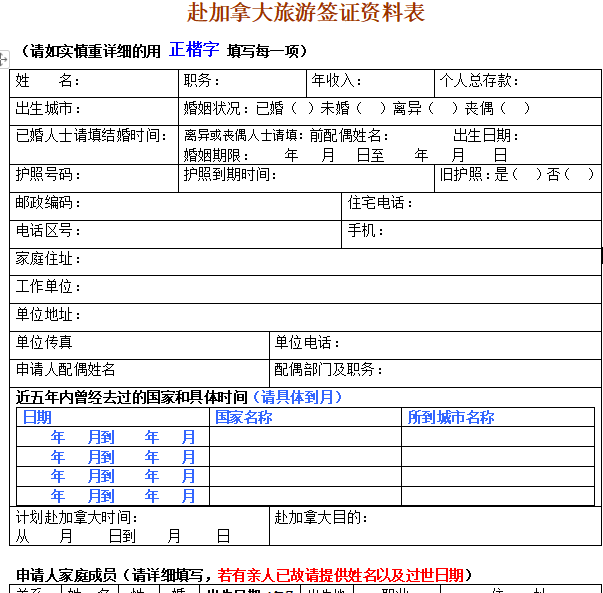 赴加拿大旅游签证资料表
（请如实慎重详细的用 正楷字 填写每一项）
姓　　名： 职务： 年收入： 个人总存款：
出生城市： 婚姻状况：已婚（　）未婚（　）离异（　）丧偶（　）
已婚人士请填结婚时间： 离异或丧偶人士请填：前配偶姓名：　　　　出生日期：
婚姻期限：　　年　　月　　日至　　年　　月　　日
护照号码： 护照到期时间： 旧护照：是（　）否（　）
邮政编码： 住宅电话：
电话区号： 手机：
家庭住址：
工作单位：
单位地址：
单位传真 单位电话：
申请人配偶姓名 配偶部门及职务：
近五年内曾经去过的国家和具体时间（请具体到月）
日期 国家名称 所到城市名称
年　　月到　　年　　月
年　　月到　　年　　月
年　　月到　　年　　月
年　　月到　　年　　月
计划赴加拿大时间： 赴加拿大目的：
从　　月　　日到　　月　　日
申请人家庭成员（请详细填写，若有亲人已故请提供姓名以及过世日期）